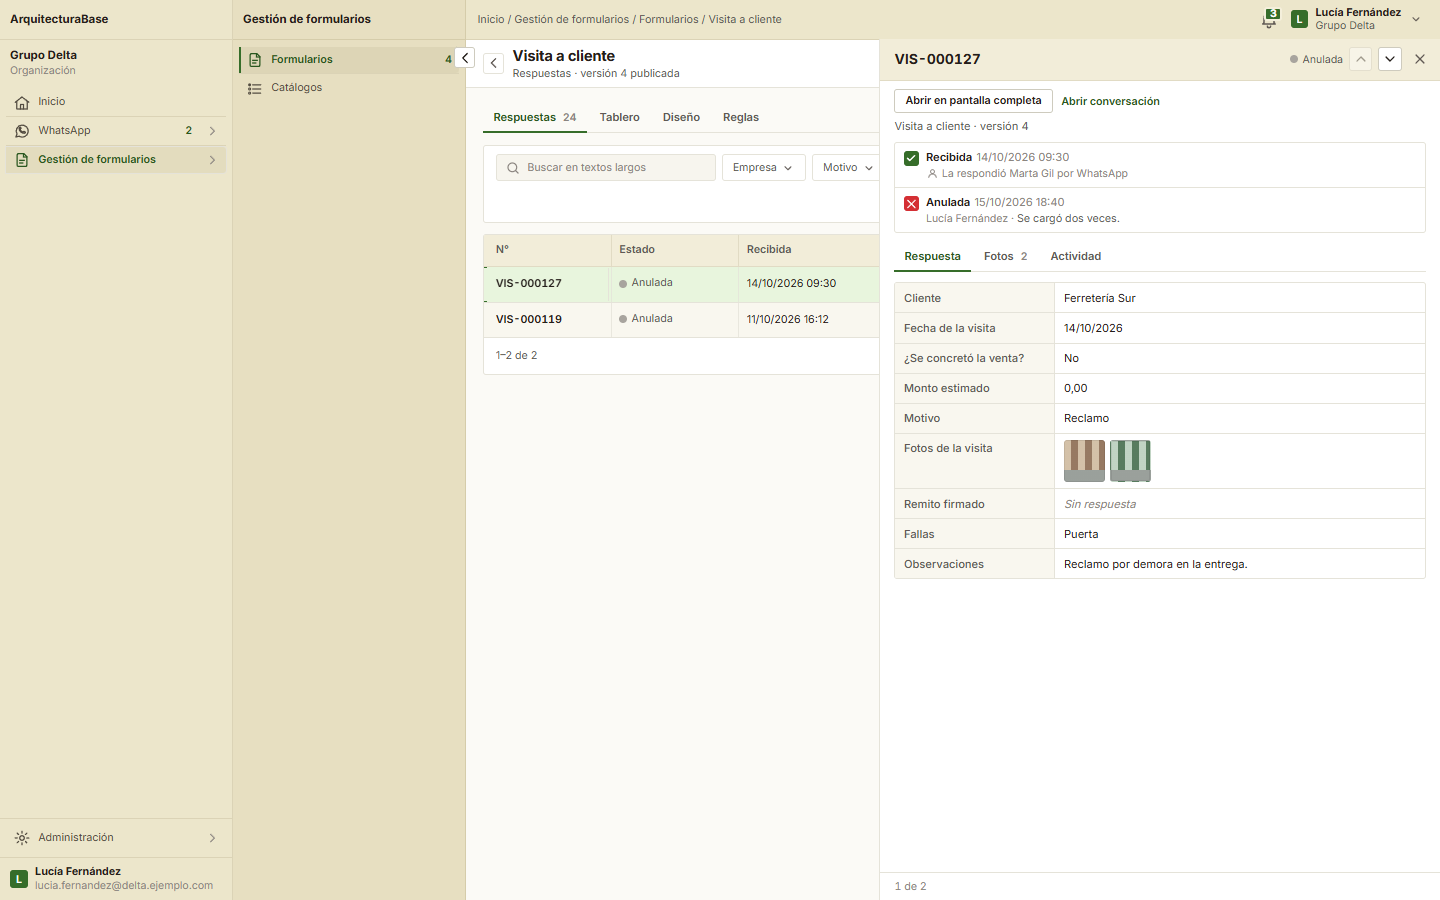 ArquitecturaBase
Grupo Delta
Organización
Inicio
WhatsApp 2
Gestión de formularios
Administración
L Lucía Fernández
lucia.fernandez@delta.ejemplo.com
Gestión de formularios
Formularios 4
Catálogos
Inicio / Gestión de formularios / Formularios / Visita a cliente
3
L Lucía Fernández
Grupo Delta
Visita a cliente
Respuestas · versión 4 publicada
Respuestas 24 Tablero Diseño Reglas
Buscar en textos largos Empresa Motivo
N° Estado Recibida
VIS-000127 Anulada 14/10/2026 09:30
VIS-000119 Anulada 11/10/2026 16:12
1–2 de 2
VIS-000127 Anulada
Abrir en pantalla completa Abrir conversación
Visita a cliente · versión 4
Recibida 14/10/2026 09:30
La respondió Marta Gil por WhatsApp
Anulada 15/10/2026 18:40
Lucía Fernández · Se cargó dos veces.
Respuesta Fotos 2 Actividad
Cliente Ferretería Sur
Fecha de la visita 14/10/2026
¿Se concretó la venta? No
Monto estimado 0,00
Motivo Reclamo
Fotos de la visita
Remito firmado Sin respuesta
Fallas Puerta
Observaciones Reclamo por demora en la entrega.
1 de 2